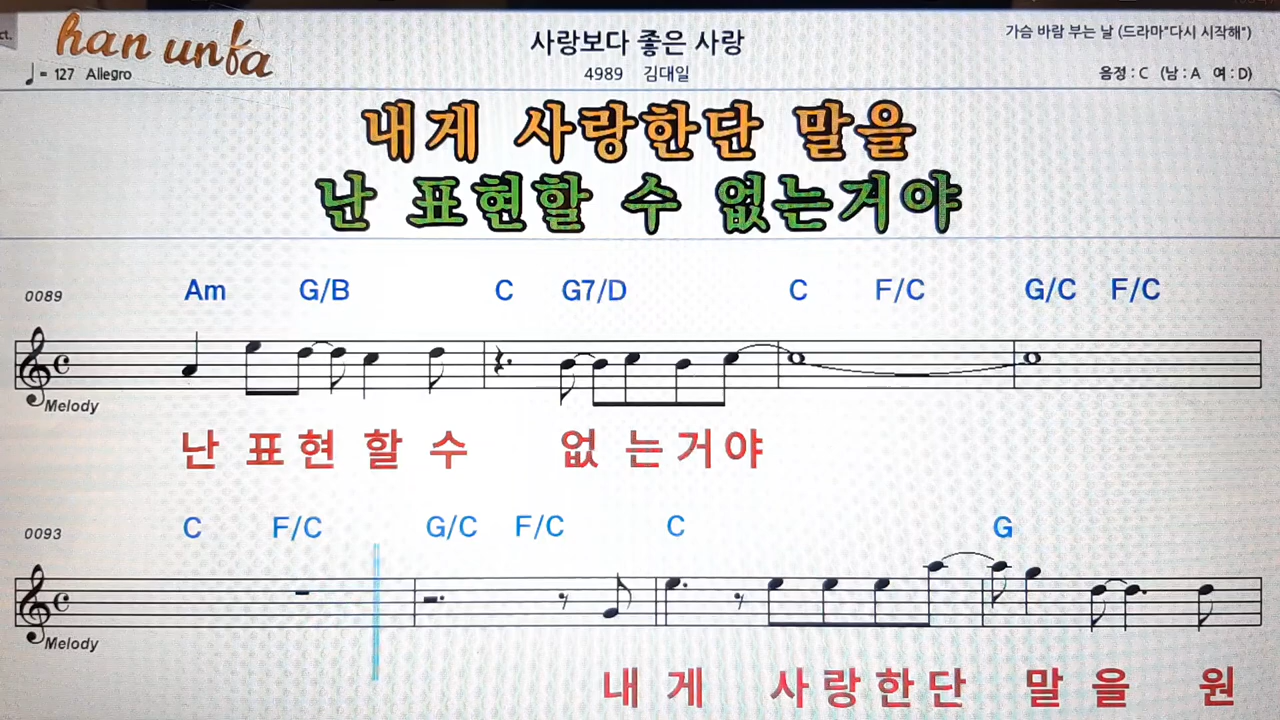 ct.
han unfa
= 127 Allegro
사랑보다 좋은 사랑
4989 김대일
가슴 바람 부는 날 (드라마"다시 시작해")
음정 : C (남 : A 여 : D)
내게 사랑한단 말을
난 표현할 수 없는거야
0089 Am G/B C G7/D C F/C G/C F/C
Melody
난 표현 할 수 없 는거야
0093 C F/C G/C F/C C G
Melody
내 게 사랑한단 말 을 원